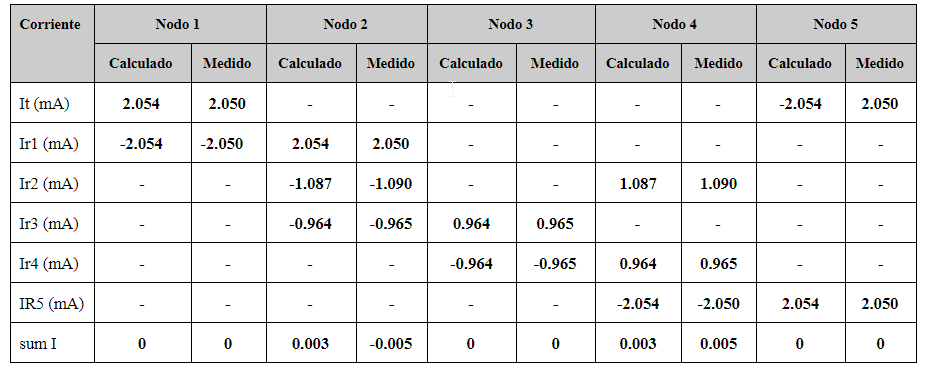 Corriente Nodo 1 Nodo 2 Nodo 3 Nodo 4 Nodo 5
Calculado Medido Calculado Medido Calculado Medido Calculado Medido Calculado Medido
It (mA) 2.054 2.050 - - - - - - -2.054 2.050
Ir1 (mA) -2.054 -2.050 2.054 2.050 - - - - - -
Ir2 (mA) - - -1.087 -1.090 - - 1.087 1.090 - -
Ir3 (mA) - - -0.964 -0.965 0.964 0.965 - - - -
Ir4 (mA) - - - - -0.964 -0.965 0.964 0.965 - -
IR5 (mA) - - - - - - -2.054 -2.050 2.054 2.050
sum I 0 0 0.003 -0.005 0 0 0.003 0.005 0 0